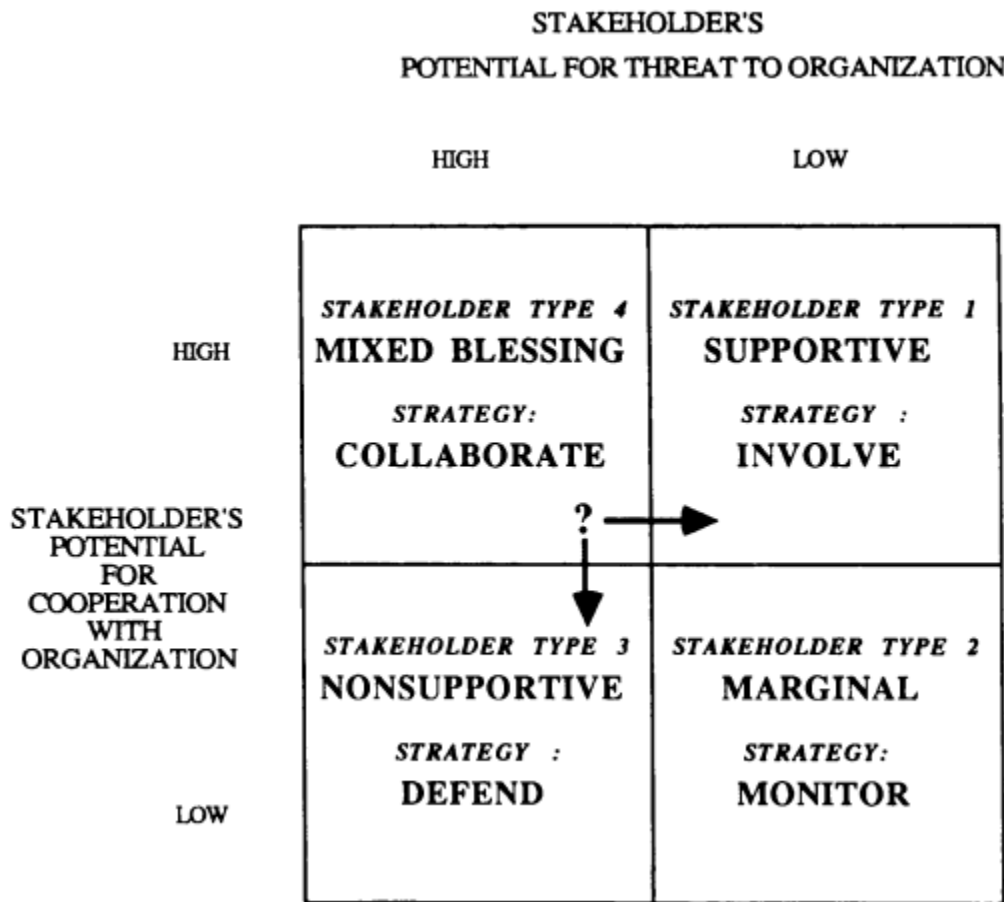 STAKEHOLDER'S
POTENTIAL FOR THREAT TO ORGANIZATION
HIGH LOW
STAKEHOLDER TYPE 4 STAKEHOLDER TYPE 1
HIGH MIXED BLESSING SUPPORTIVE
STRATEGY: STRATEGY :
COLLABORATE INVOLVE
?
STAKEHOLDER'S
POTENTIAL
FOR
COOPERATION
WITH
ORGANIZATION
STAKEHOLDER TYPE 3 STAKEHOLDER TYPE 2
NONSUPPORTIVE MARGINAL
STRATEGY : STRATEGY:
DEFEND MONITOR
LOW